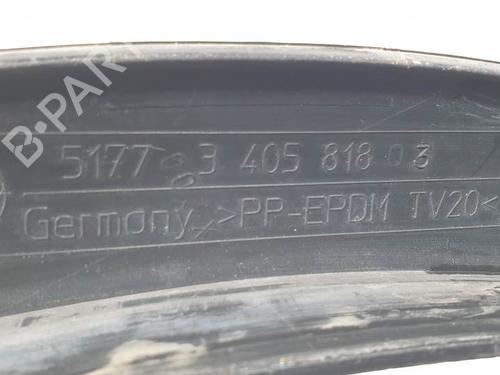 B-PARTS
5177 3 405 818 03
Germany >PP-EPDM TV20<